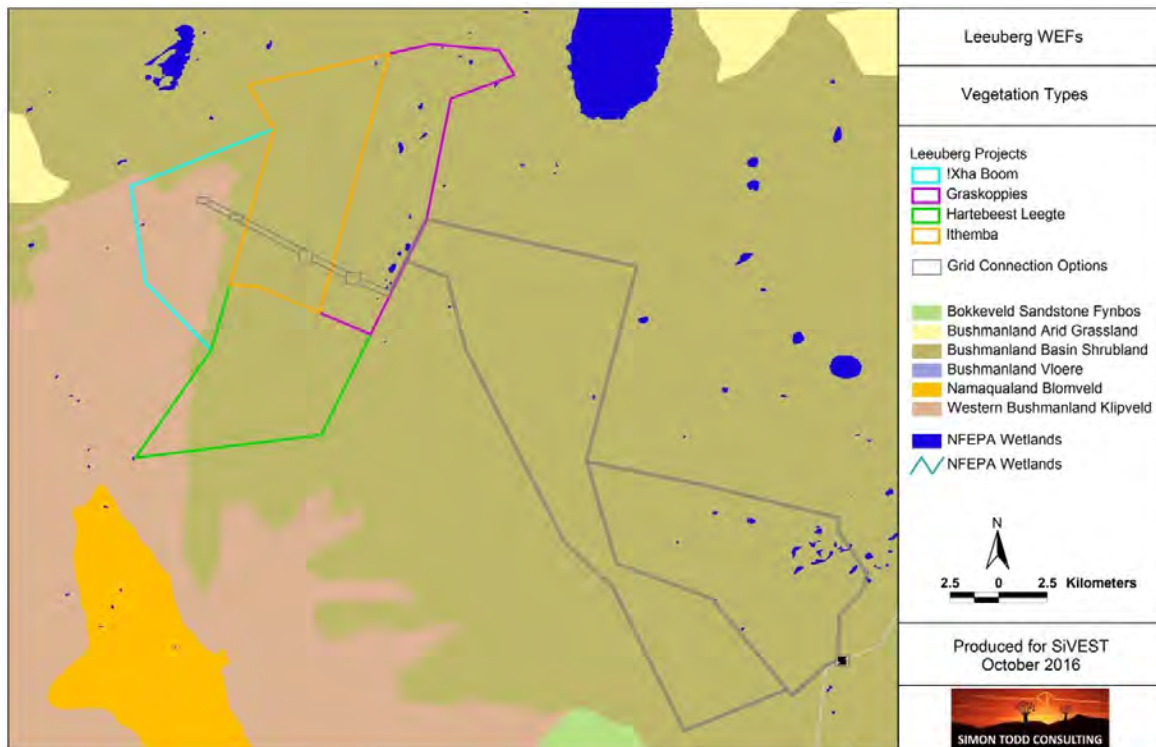 Leeuberg WEFs
Vegetation Types
Leeuberg Projects
!Xha Boom
Graskoppies
Hartebeest Leegte
Ithemba
Grid Connection Options
Bokkeveld Sandstone Fynbos
Bushmanland Arid Grassland
Bushmanland Basin Shrubland
Bushmanland Vloere
Namaqualand Blomveld
Western Bushmanland Klipveld
NFEPA Wetlands
NFEPA Wetlands
N
2.5 0 2.5 Kilometers
Produced for SiVEST
October 2016
SIMON TODD CONSULTING